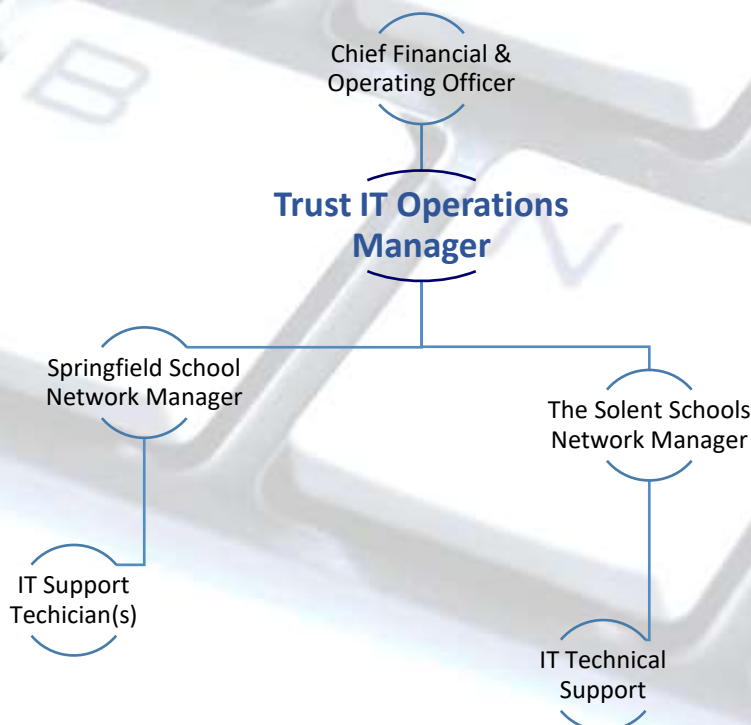 Chief Financial &
Operating Officer
Trust IT Operations
Manager
Springfield School
Network Manager
The Solent Schools
Network Manager
IT Support
Techician(s)
IT Technical
Support
B
N